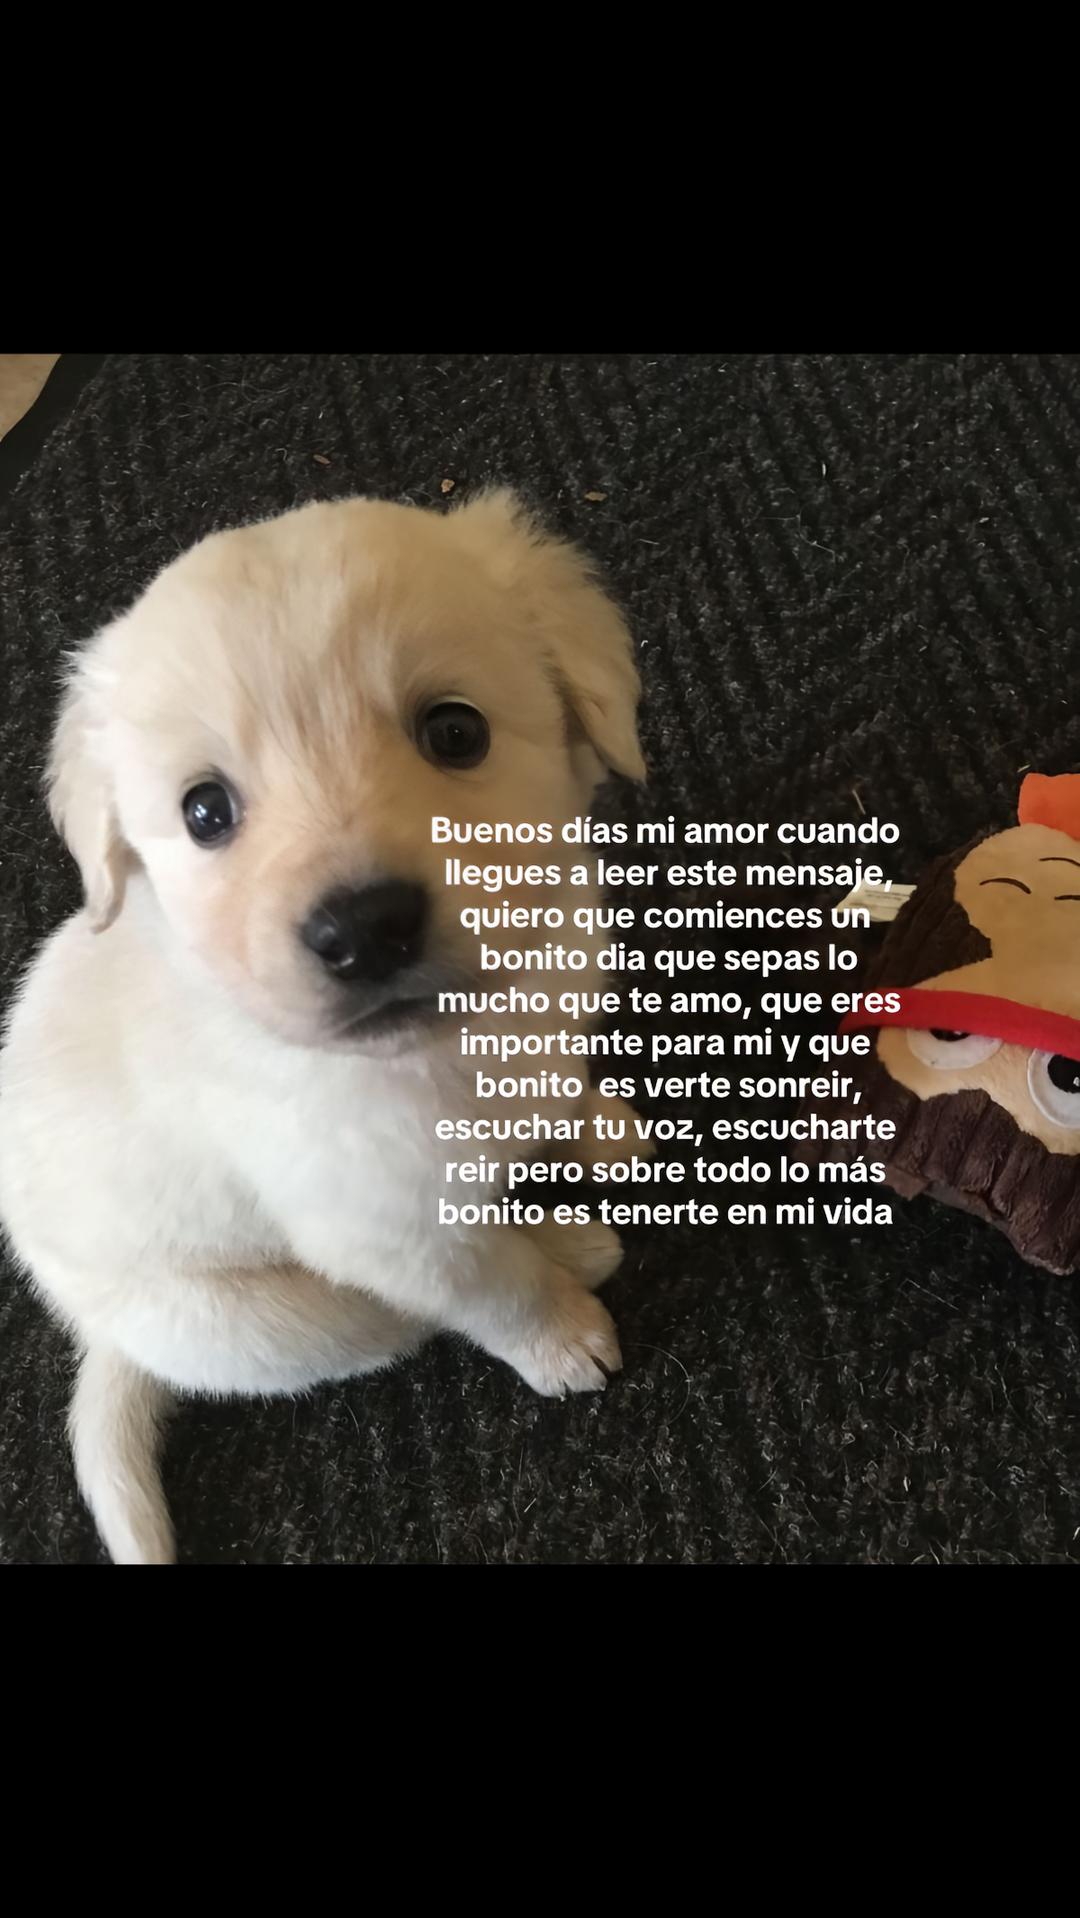 Buenos días mi amor cuando
llegues a leer este mensaje,
quiero que comiences un
bonito dia que sepas lo
mucho que te amo, que eres
importante para mi y que
bonito  es verte sonreir,
escuchar tu voz, escucharte
reir pero sobre todo lo más
bonito es tenerte en mi vida